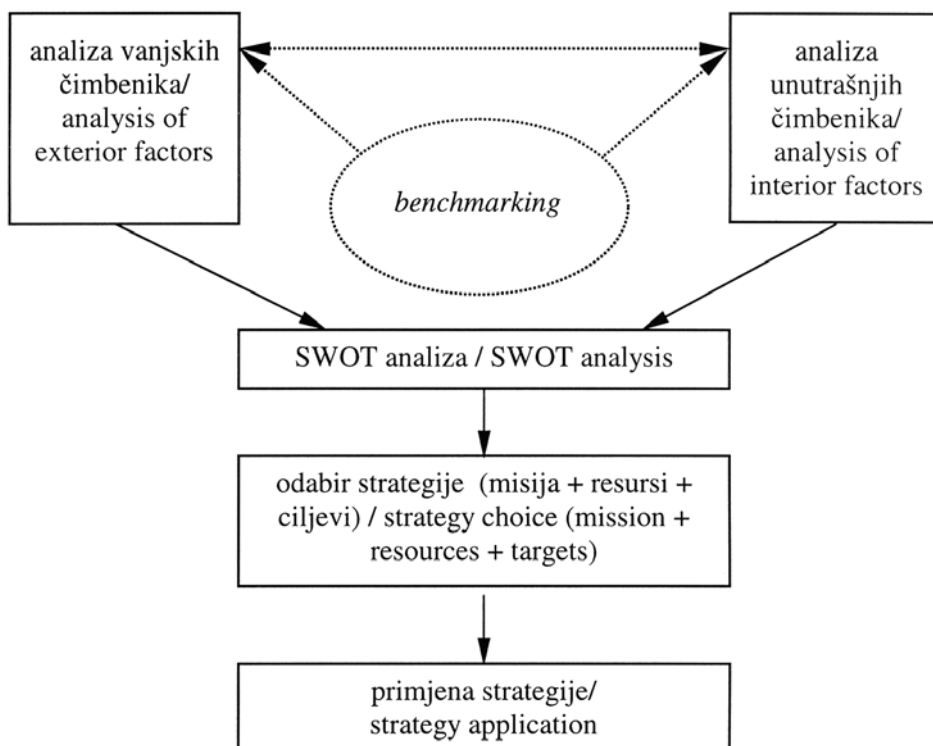 analiza vanjskih
čimbenika/
analysis of
exterior factors
analiza
unutrašnjih
čimbenika/
analysis of
interior factors
benchmarking
SWOT analiza / SWOT analysis
odabir strategije (misija + resursi +
ciljevi) / strategy choice (mission +
resources + targets)
primjena strategije/
strategy application